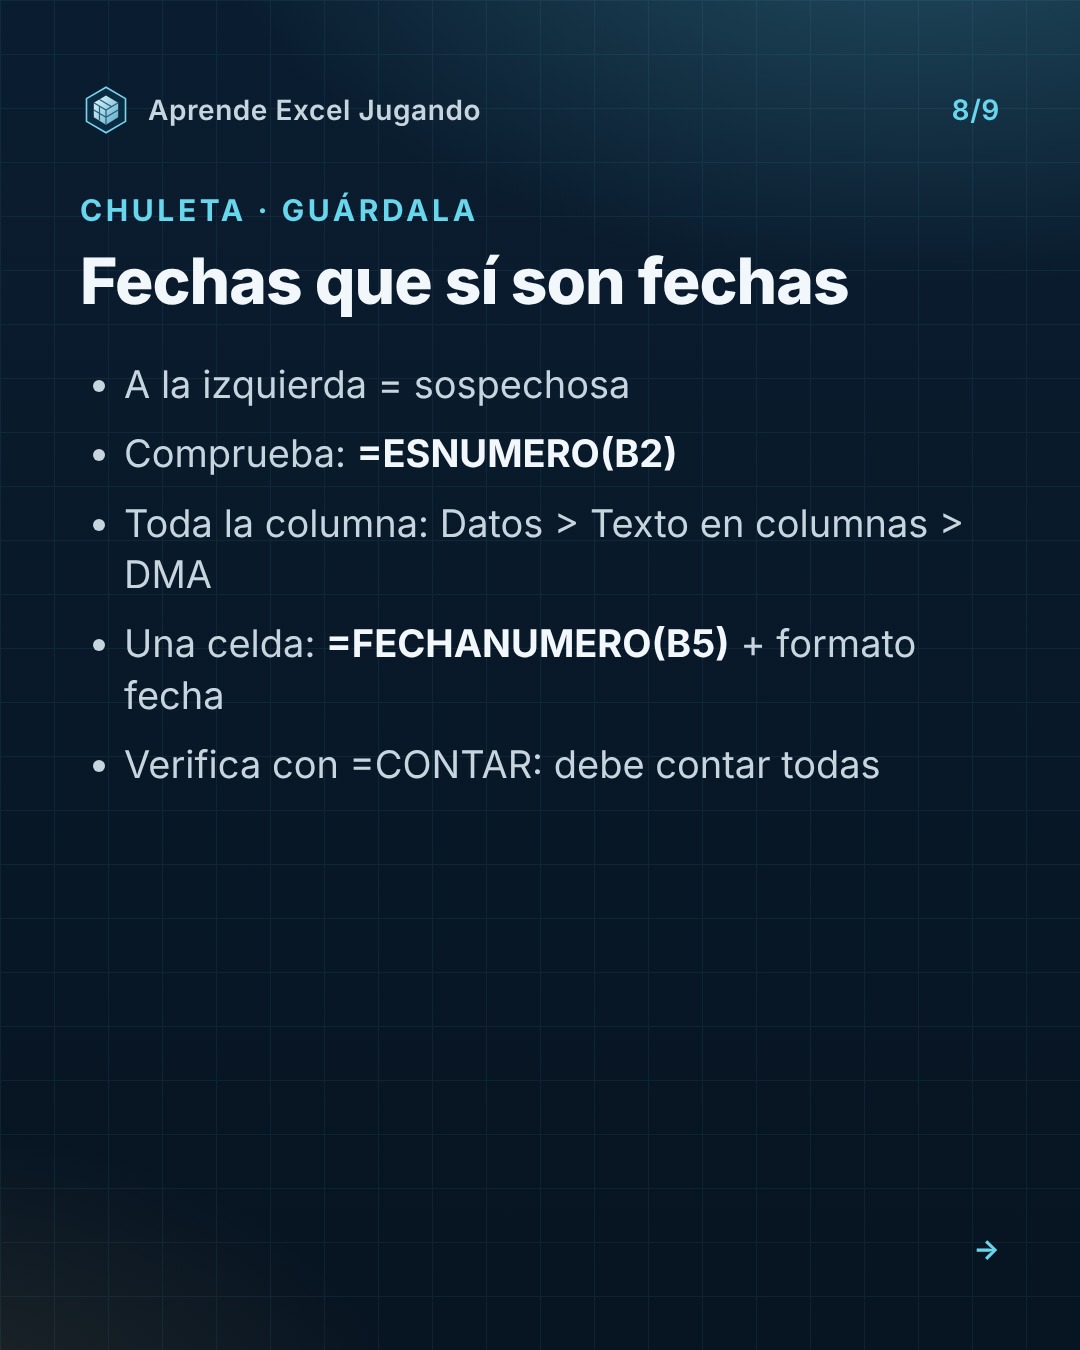 Aprende Excel Jugando
8/9
CHULETA · GUÁRDALA
Fechas que sí son fechas
• A la izquierda = sospechosa
• Comprueba: =ESNUMERO(B2)
• Toda la columna: Datos > Texto en columnas >
DMA
• Una celda: =FECHANUMERO(B5) + formato
fecha
• Verifica con =CONTAR: debe contar todas
→